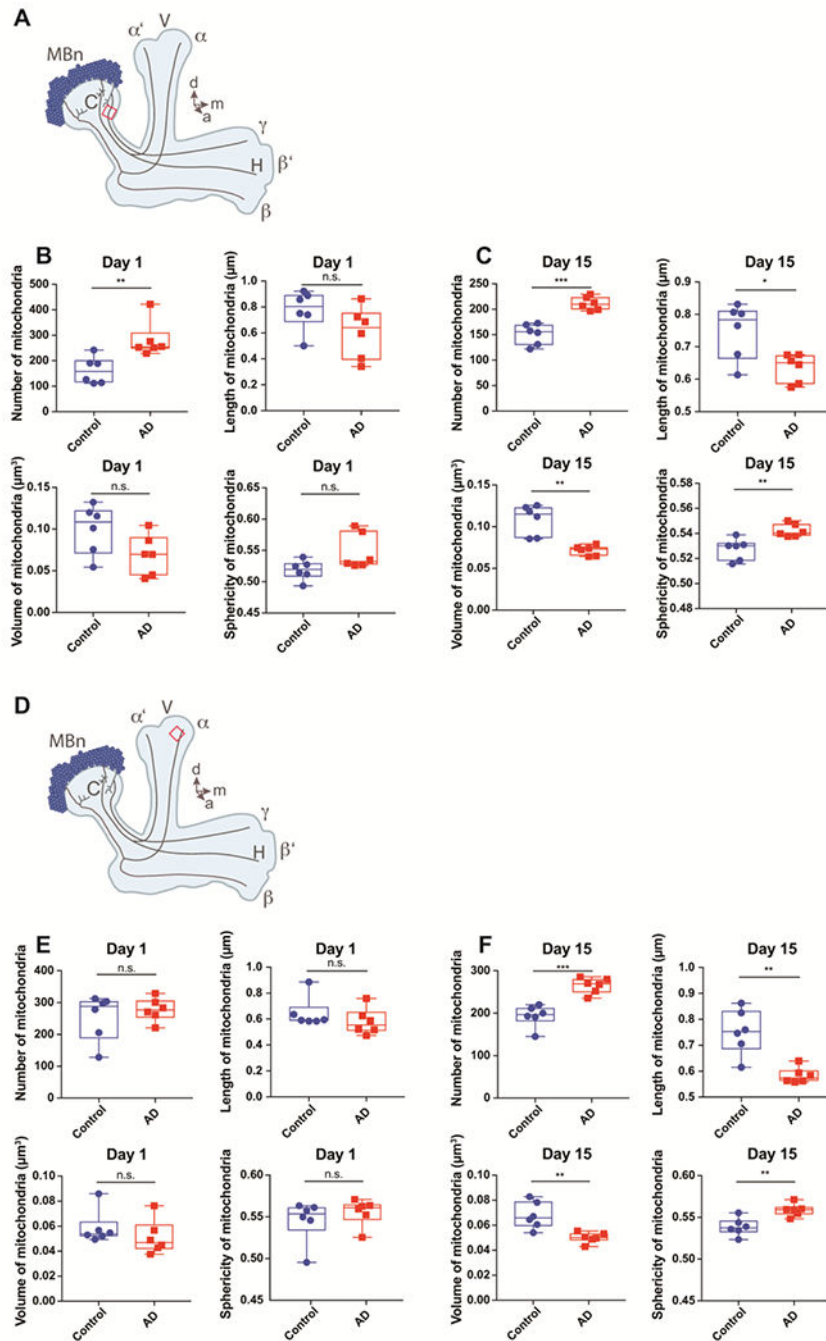 A
α‘ V α
MBn
C
d
m
a
γ
H β‘
β
B
Day 1
**
Number of mitochondria
500
400
300
200
100
0
Control AD
Day 1
n.s.
Length of mitochondria (µm)
1.0
0.8
0.6
0.4
0.2
0.0
Control AD
C
Day 15
***
Number of mitochondria
250
200
150
100
50
0
Control AD
Day 15
*
Length of mitochondria (µm)
0.9
0.8
0.7
0.6
0.5
Control AD
Day 1
n.s.
Volume of mitochondria (µm³)
0.15
0.10
0.05
0.00
Control AD
Day 1
n.s.
Sphericity of mitochondria
0.65
0.60
0.55
0.50
0.45
Control AD
Day 15
**
Volume of mitochondria (µm³)
0.15
0.10
0.05
0.00
Control AD
Day 15
**
Sphericity of mitochondria
0.58
0.56
0.54
0.52
0.50
0.48
Control AD
D
α‘ V α
MBn
C
d
m
a
γ
H β‘
β
E
Day 1
n.s.
Number of mitochondria
400
300
200
100
0
Control AD
Day 1
n.s.
Length of mitochondria (µm)
1.0
0.8
0.6
0.4
0.2
0.0
Control AD
F
Day 15
***
Number of mitochondria
300
200
100
0
Control AD
Day 15
**
Length of mitochondria (µm)
1.0
0.9
0.8
0.7
0.6
0.5
Control AD
Day 1
n.s.
Volume of mitochondria (µm³)
0.10
0.08
0.06
0.04
0.02
0.00
Control AD
Day 1
n.s.
Sphericity of mitochondria
0.60
0.55
0.50
0.45
Control AD
Day 15
**
Volume of mitochondria (µm³)
0.10
0.08
0.06
0.04
0.02
0.00
Control AD
Day 15
**
Sphericity of mitochondria
0.65
0.60
0.55
0.50
0.45
Control AD